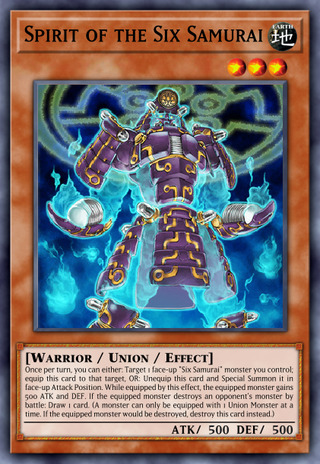 Spirit of the Six Samurai
EARTH
地
[Warrior / Union / Effect]
Once per turn, you can either: Target 1 face-up "Six Samurai" monster you control;
equip this card to that target, OR: Unequip this card and Special Summon it in
face-up Attack Position. While equipped by this effect, the equipped monster gains
500 ATK and DEF. If the equipped monster destroys an opponent's monster by
battle: Draw 1 card. (A monster can only be equipped with 1 Union Monster at a
time. If the equipped monster would be destroyed, destroy this card instead.)
ATK/ 500 DEF/ 500